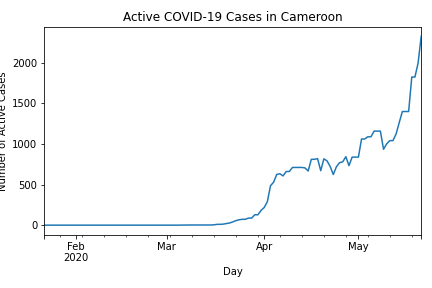 Active COVID-19 Cases in Cameroon
Number of Active Cases
2000
1500
1000
500
0
Feb
2020
Mar
Apr
May
Day